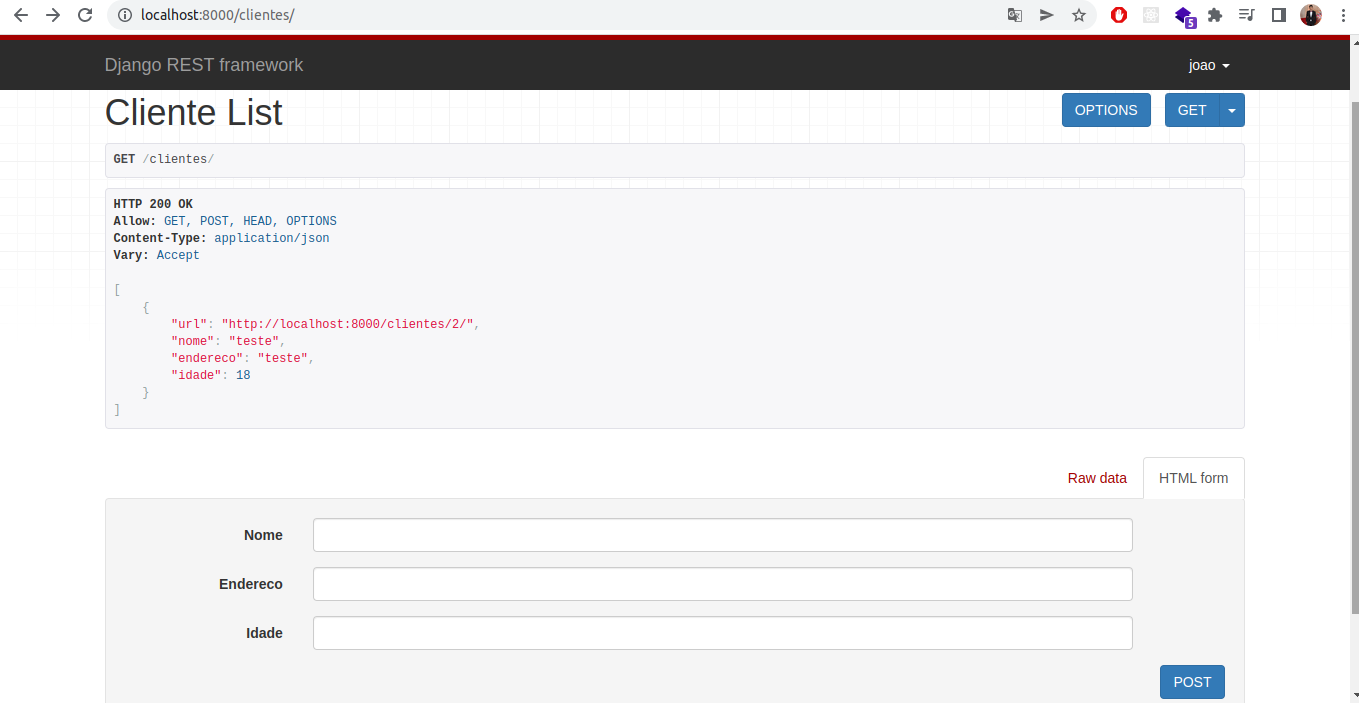 localhost:8000/clientes/
5
Django REST framework
joao
Cliente List
OPTIONS
GET
GET /clientes/
HTTP 200 OK
Allow: GET, POST, HEAD, OPTIONS
Content-Type: application/json
Vary: Accept
[
    {
        "url": "http://localhost:8000/clientes/2/",
        "nome": "teste",
        "endereco": "teste",
        "idade": 18
    }
]
Raw data
HTML form
Nome
Endereco
Idade
POST